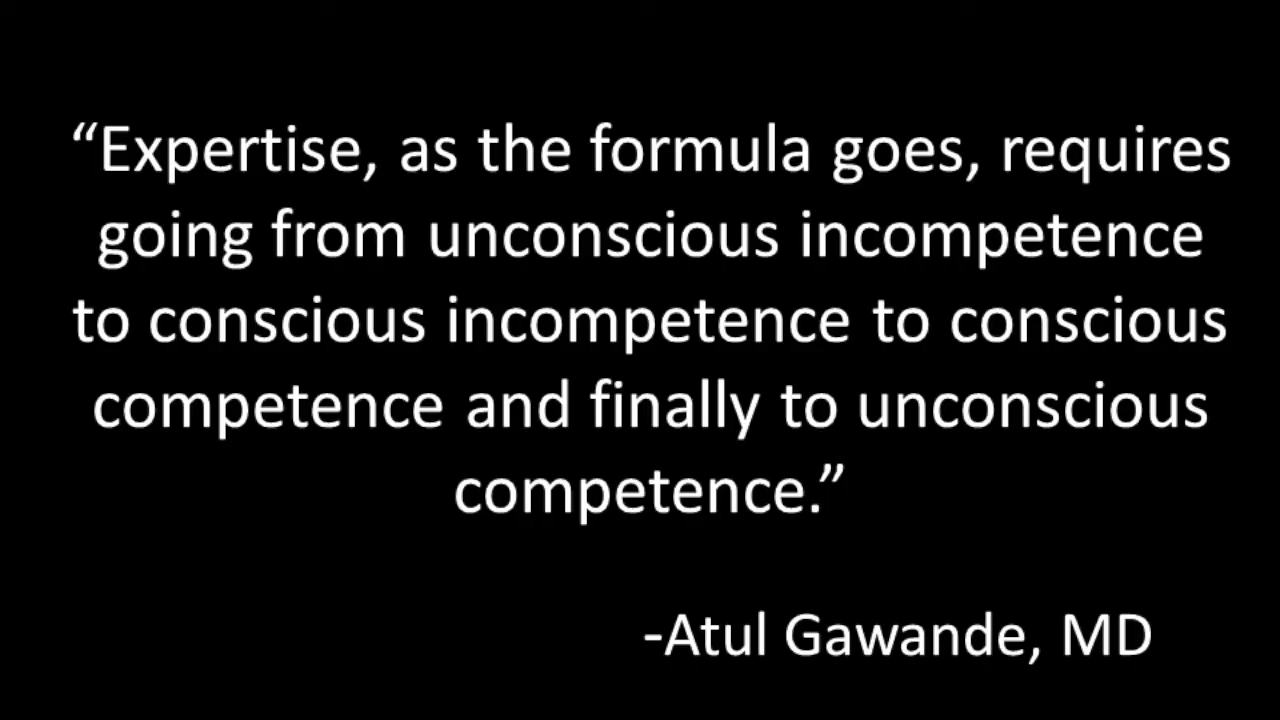 “Expertise, as the formula goes, requires
going from unconscious incompetence
to conscious incompetence to conscious
competence and finally to unconscious
competence.”
-Atul Gawande, MD